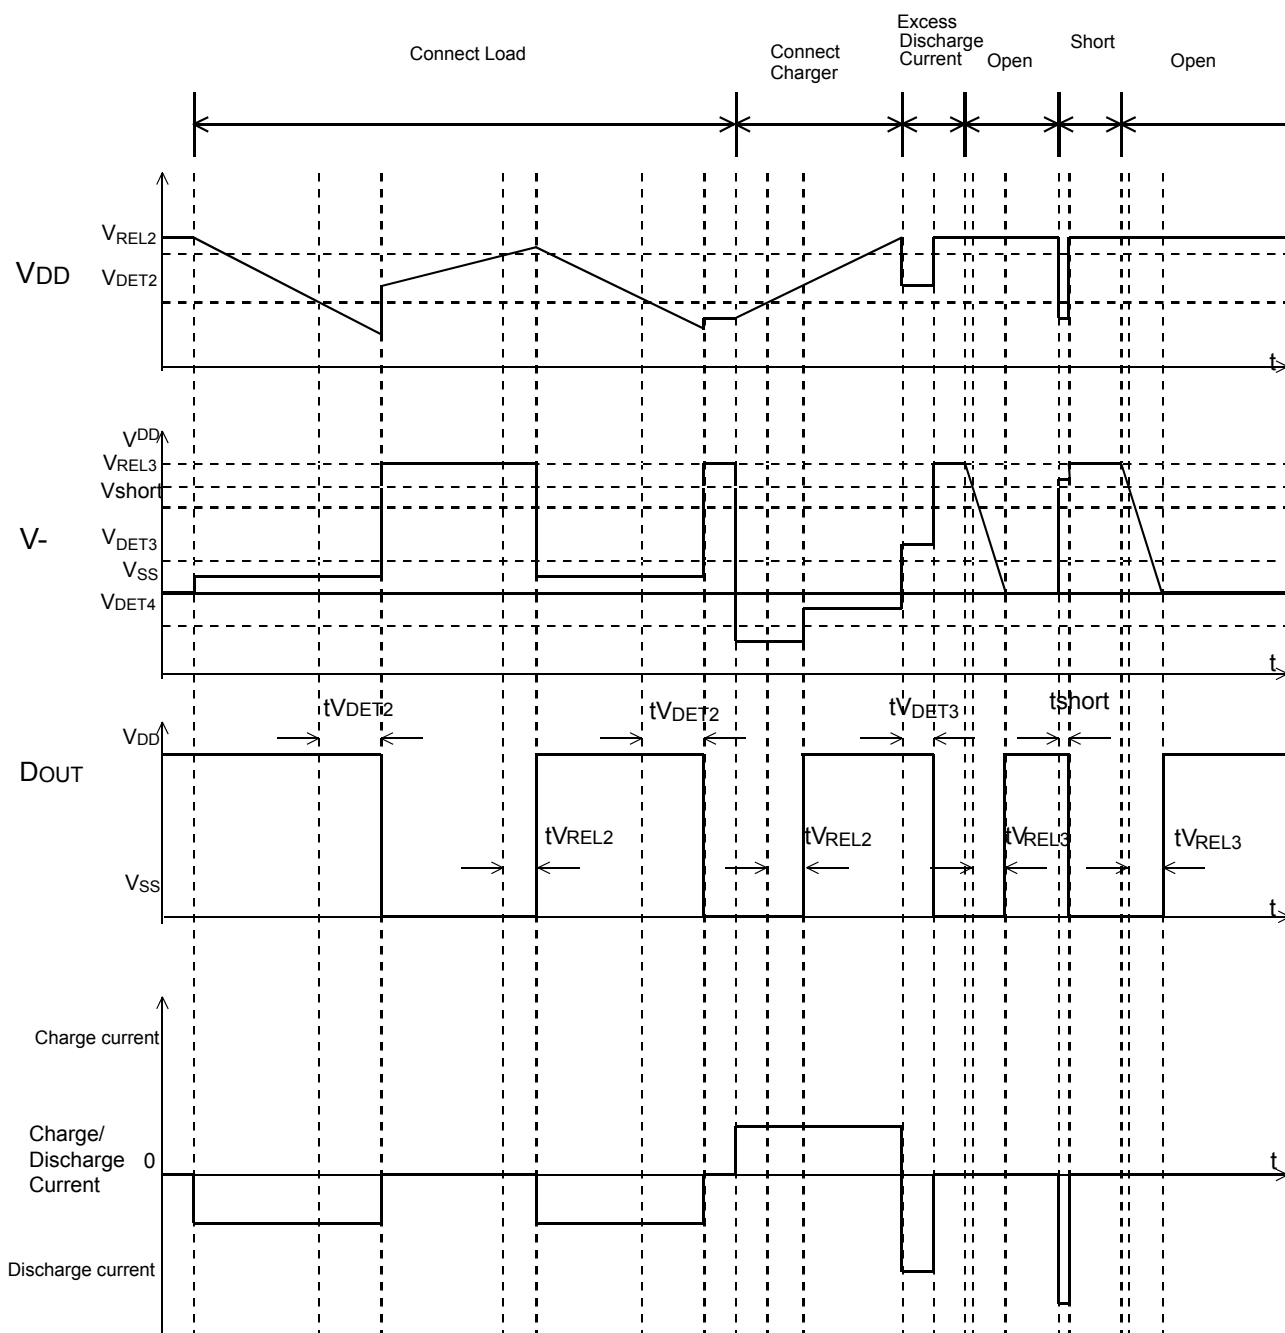 Connect Load
Connect
Charger
Excess
Discharge
Current
Open
Short
Open
VREL2
VDD
VDET2
t
VDD
VREL3
Vshort
V-
VDET3
VSS
VDET4
t
tVDET2
tVDET2
tVDET3
tshort
VDD
DOUT
tVREL2
tVREL2
tVREL3
tVREL3
VSS
t
Charge current
Charge/
Discharge 0
Current
t
Discharge current